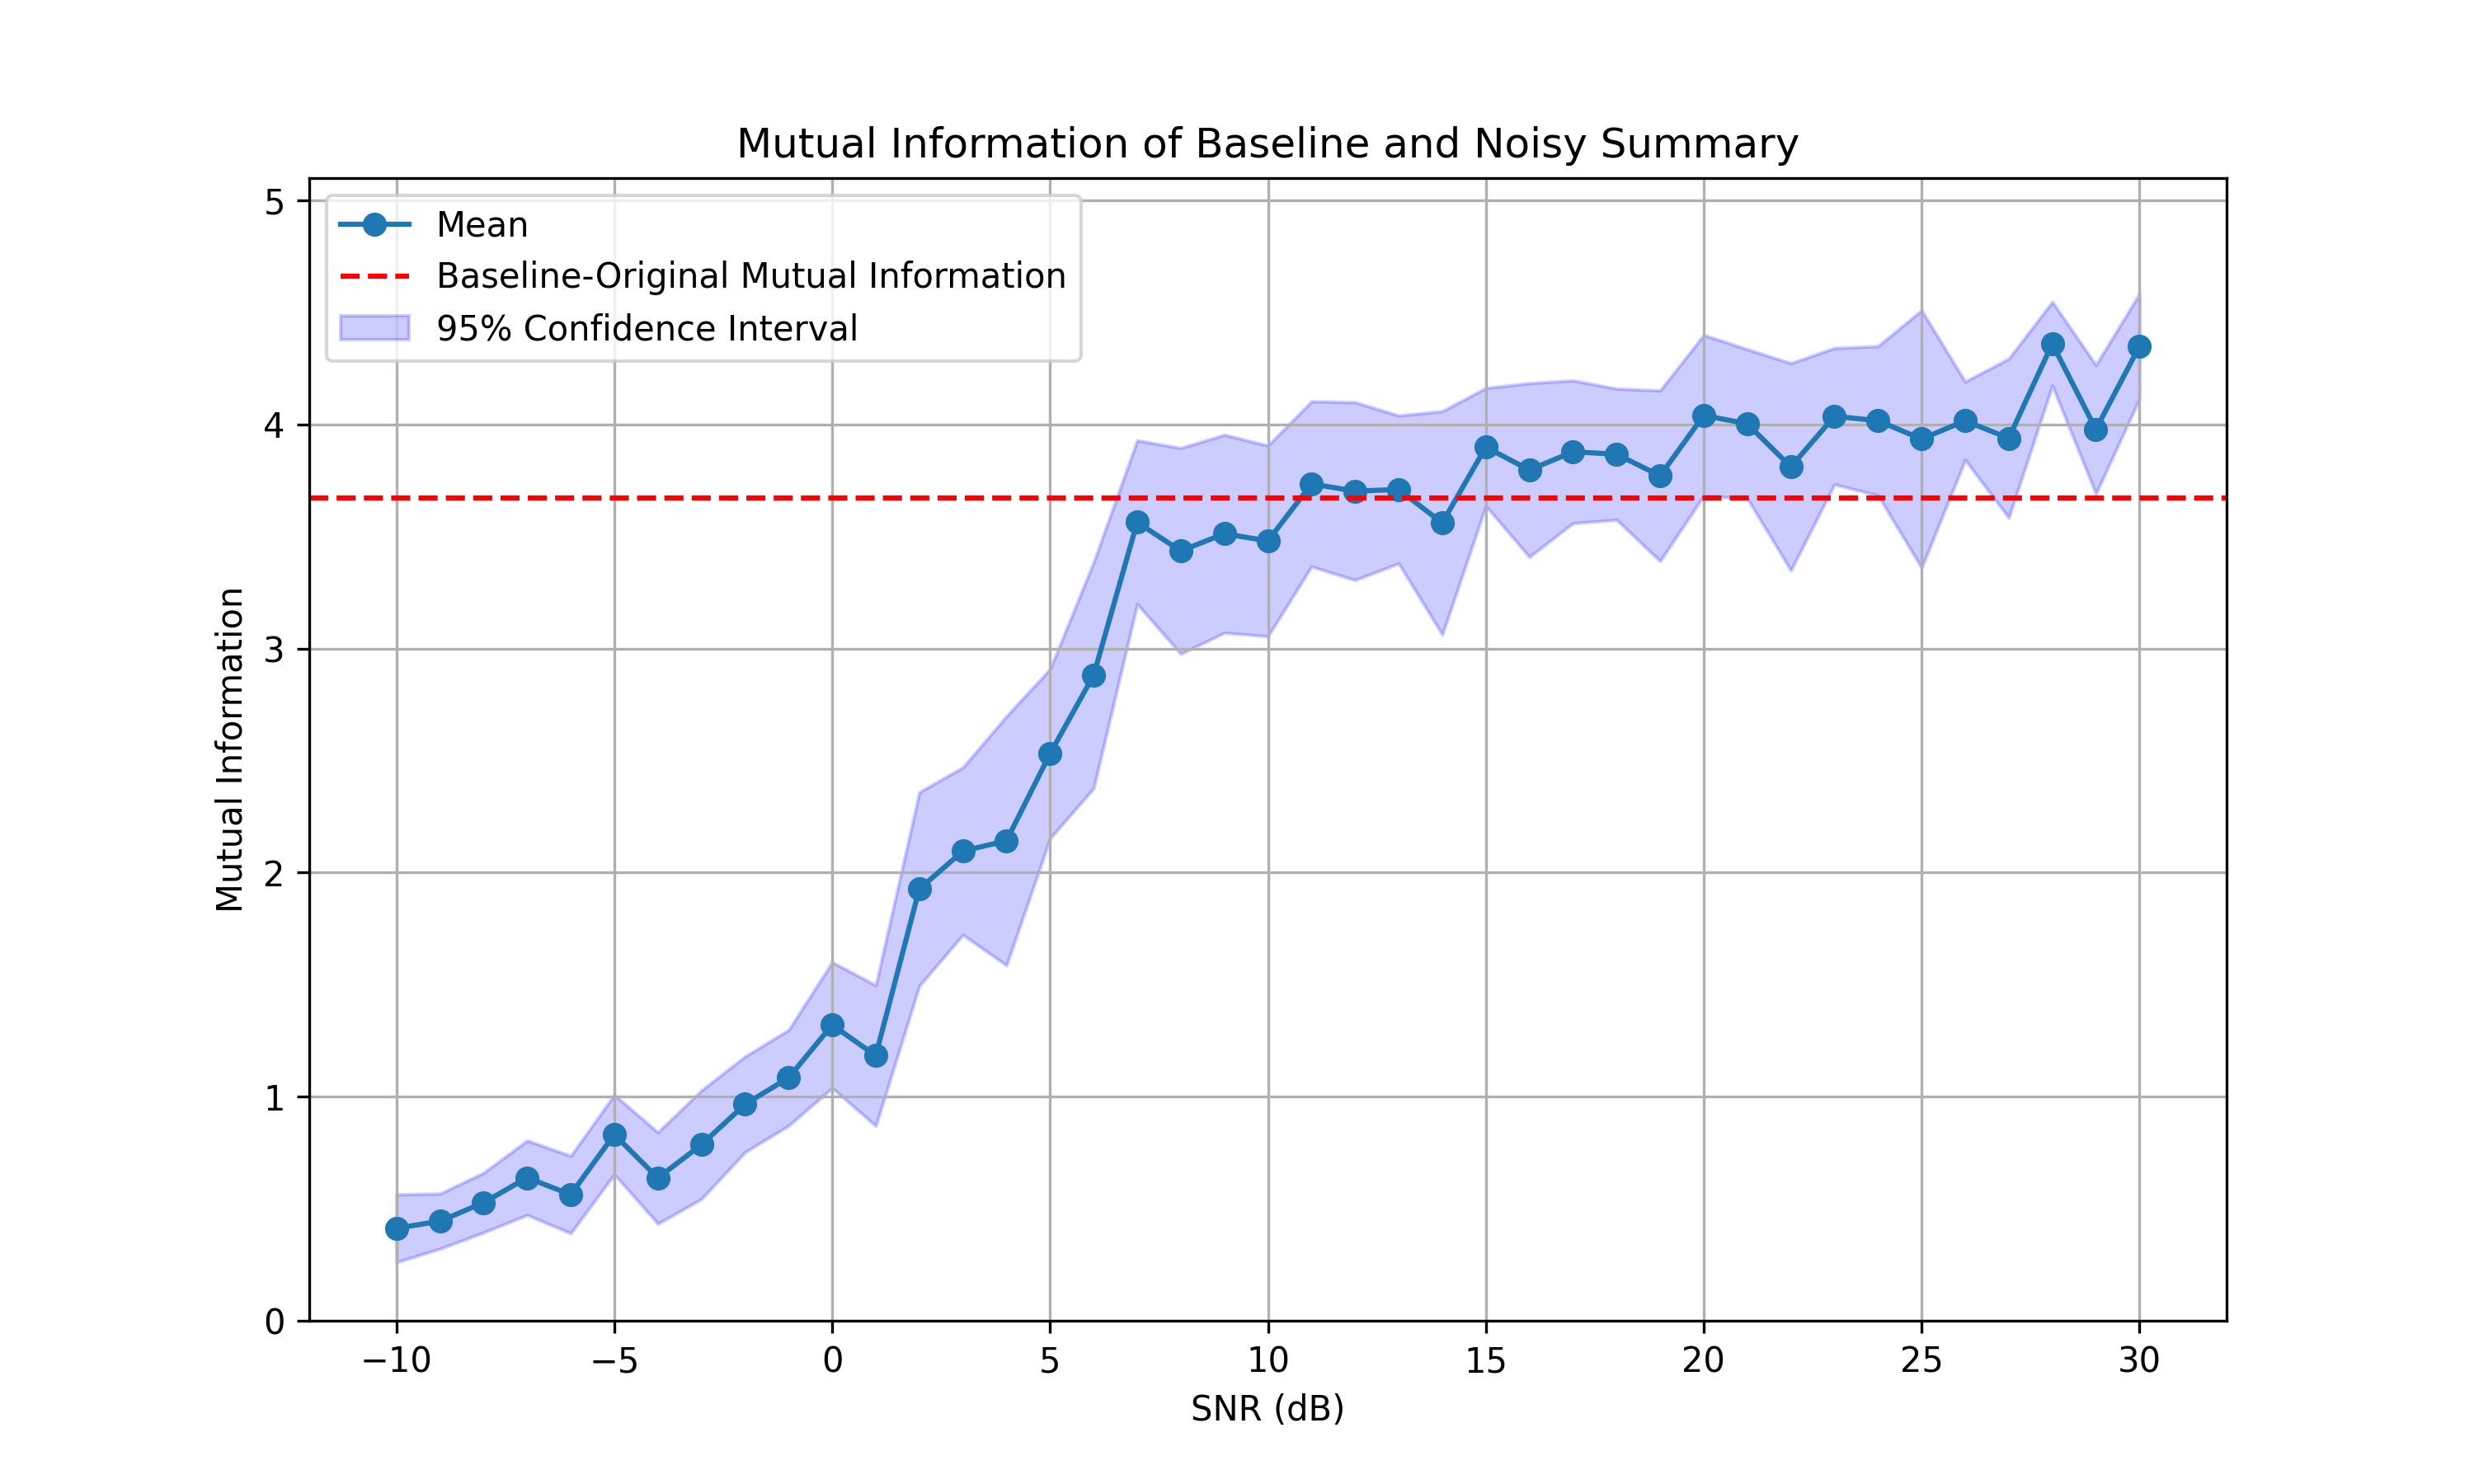 Mutual Information of Baseline and Noisy Summary
Mean
Baseline-Original Mutual Information
95% Confidence Interval
Mutual Information
5
4
3
2
1
0
−10 −5 0 5 10 15 20 25 30
SNR (dB)